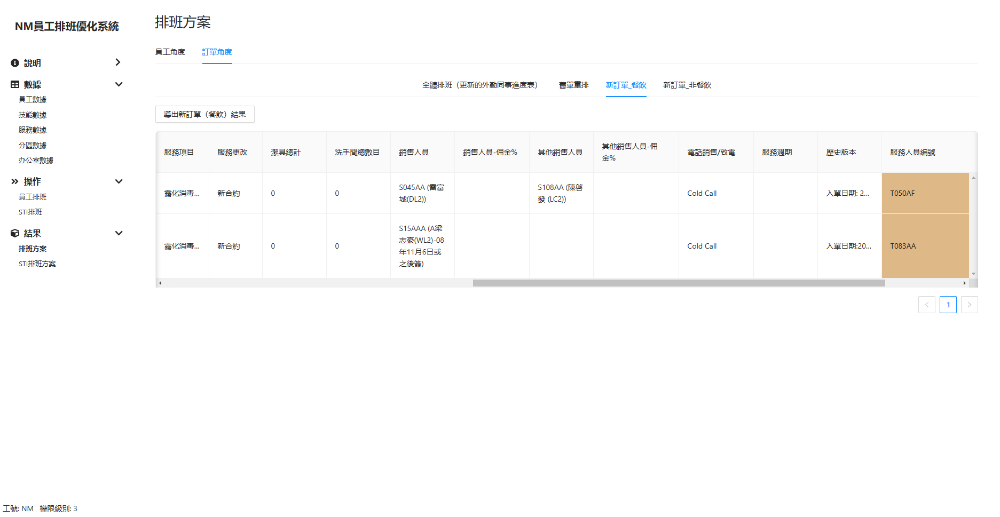 NM員工排班優化系統
說明
數據
員工數據
技能數據
服務數據
分區數據
办公室數據
操作
員工排班
STI排班
結果
排班方案
STI排班方案
工號: NM 權限級別: 3
排班方案
員工角度 訂單角度
全體排班（更新的外勤同事進度表） 舊單重排 新訂單_餐飲 新訂單_非餐飲
導出新訂單（餐飲）結果
服務項目 服務更改 潔具總計 洗手間總數目 銷售人員 銷售人員-佣金% 其他銷售人員 其他銷售人員-佣
金% 電話銷售/致電 服務週期 歷史版本 服務人員編號
霧化消毒... 新合約 0 0 S045AA (雷富
城(DL2)) S108AA (陳啓
發 (LC2)) Cold Call 入單日期: 2... T050AF
霧化消毒... 新合約 0 0 S15AAA (A梁
志豪(WL2)-08
年11月6日或
之後簽) Cold Call 入單日期:20... T083AA
< 1 >